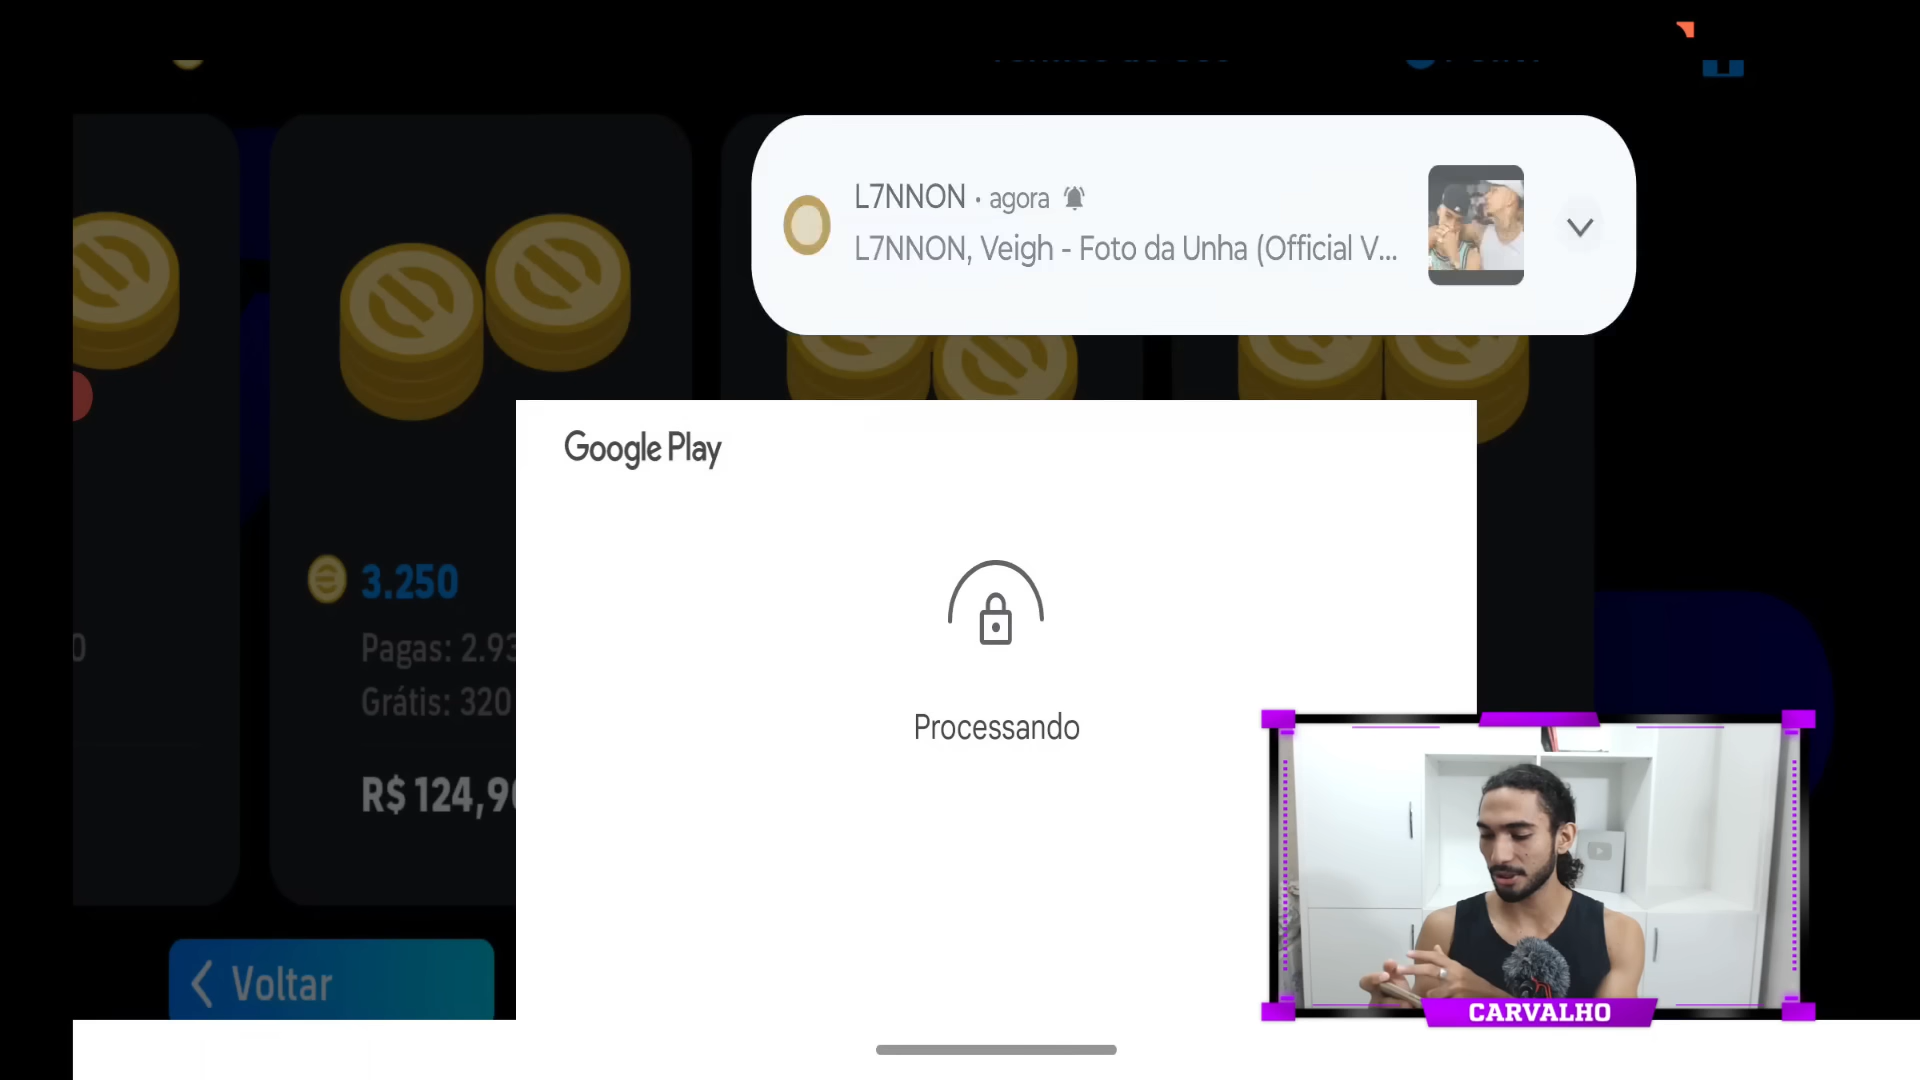 L7NNON · agora
L7NNON, Veigh - Foto da Unha (Official V...
Google Play
Processando
3.250
Pagas: 2.93
Grátis: 320
R$ 124,90
Voltar
CARVALHO